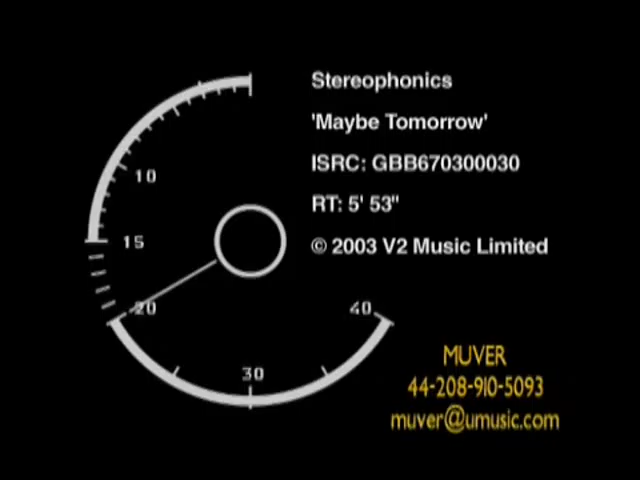 Stereophonics
'Maybe Tomorrow'
ISRC: GBB670300030
RT: 5' 53"
© 2003 V2 Music Limited
10
15
20
30
40
MUVER
44-208-910-5093
muver@umusic.com